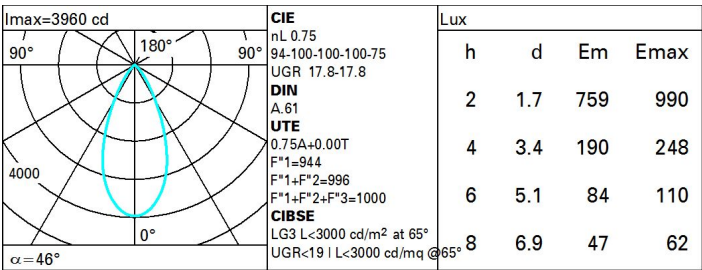 Imax=3960 cd
90°
180°
90°
4000
0°
α=46°
CIE
nL 0.75
94-100-100-100-75
UGR 17.8-17.8
DIN
A.61
UTE
0.75A+0.00T
F"1=944
F"1+F"2=996
F"1+F"2+F"3=1000
CIBSE
LG3 L<3000 cd/m² at 65°
UGR<19 | L<3000 cd/mq @65°
Lux
h d Em Emax
2 1.7 759 990
4 3.4 190 248
6 5.1 84 110
8 6.9 47 62